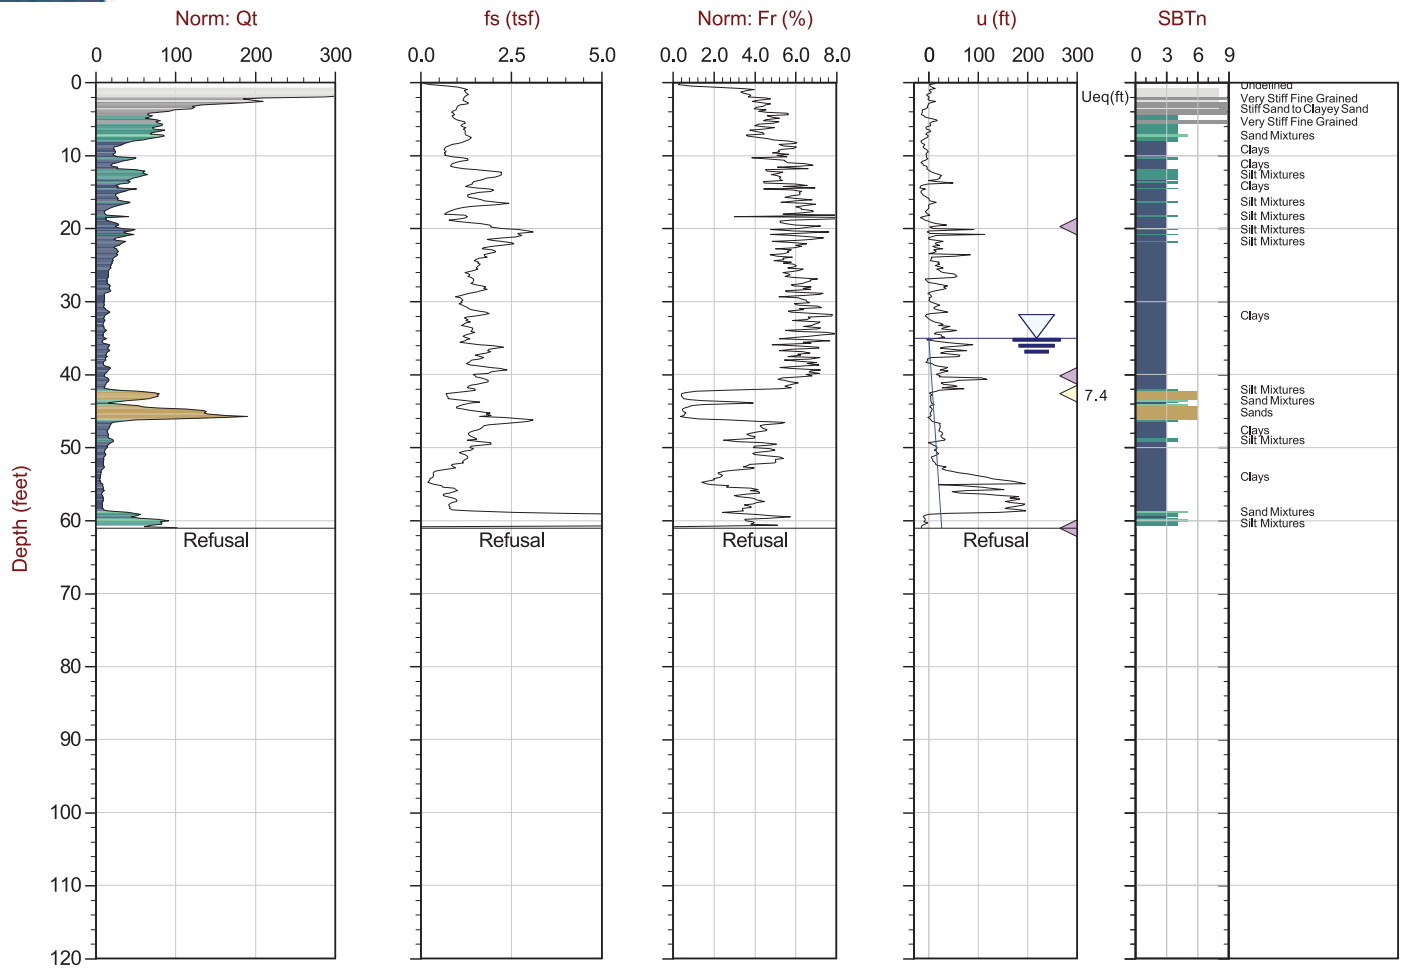 Norm: Qt fs (tsf) Norm: Fr (%) u (ft) SBTn
0 100 200 300 0.0 2.5 5.0 0.0 2.0 4.0 6.0 8.0 0 100 200 300 0 3 6 9
0
Undefined
Ueq(ft)
Very Stiff Fine Grained
Stiff Sand to Clayey Sand
Very Stiff Fine Grained
Sand Mixtures
Clays
10
Clays
Silt Mixtures
Clays
Silt Mixtures
Silt Mixtures
20
Silt Mixtures
Silt Mixtures
30
Clays
40
Silt Mixtures
7.4
Sand Mixtures
Sands
Clays
Silt Mixtures
50
Clays
Sand Mixtures
60
Silt Mixtures
Refusal Refusal Refusal
Depth (feet)
70
80
90
100
110
120